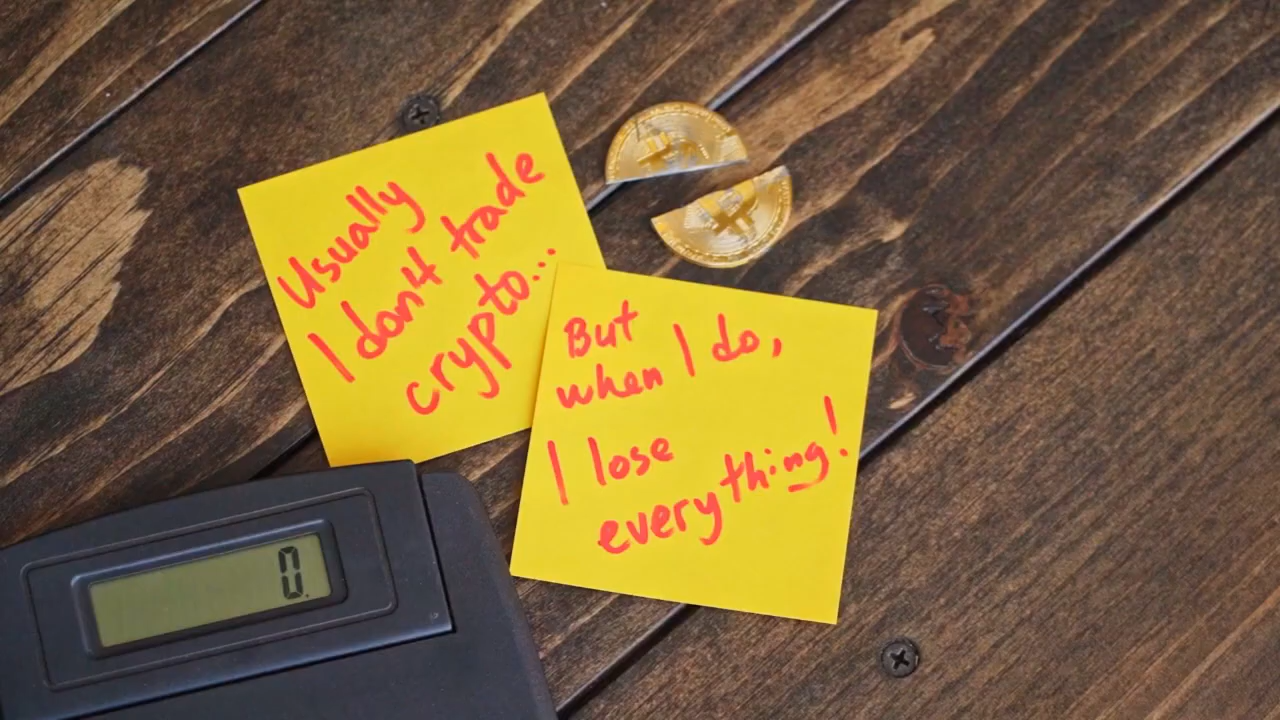 Usually
I don't trade
crypto...
But
when I do,
I lose
everything!
0.